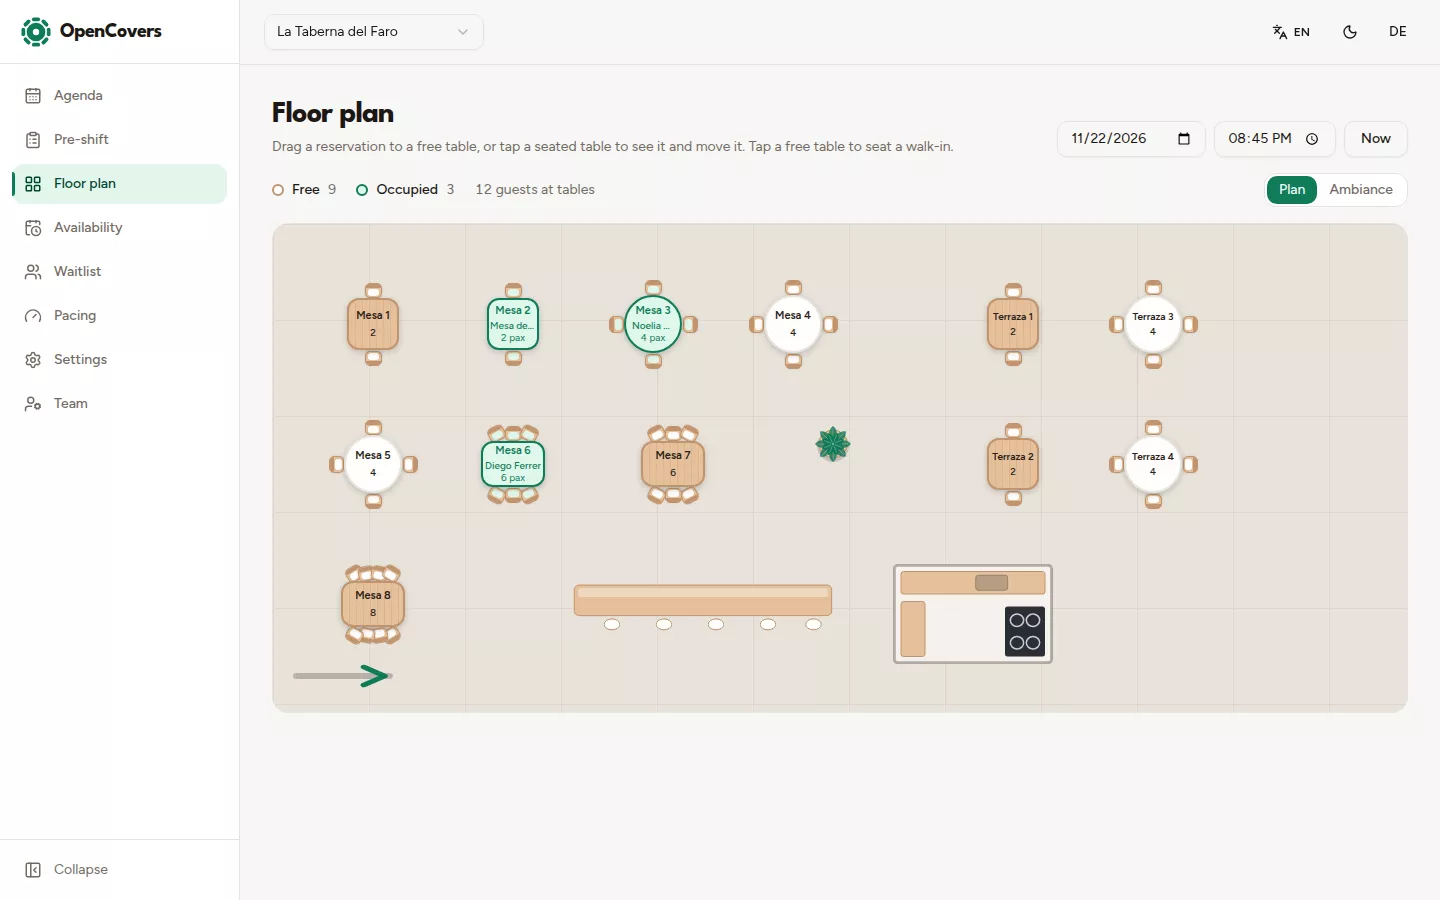 OpenCovers
La Taberna del Faro
EN
DE
Agenda
Pre-shift
Floor plan
Availability
Waitlist
Pacing
Settings
Team
Collapse
Floor plan
Drag a reservation to a free table, or tap a seated table to see it and move it. Tap a free table to seat a walk-in.
11/22/2026
08:45 PM
Now
Free 9
Occupied 3
12 guests at tables
Plan
Ambiance
Mesa 1
2
Mesa 2
Mesa de...
2 pax
Mesa 3
Noelia ...
4 pax
Mesa 4
4
Terraza 1
2
Terraza 3
4
Mesa 5
4
Mesa 6
Diego Ferrer
6 pax
Mesa 7
6
Terraza 2
2
Terraza 4
4
Mesa 8
8